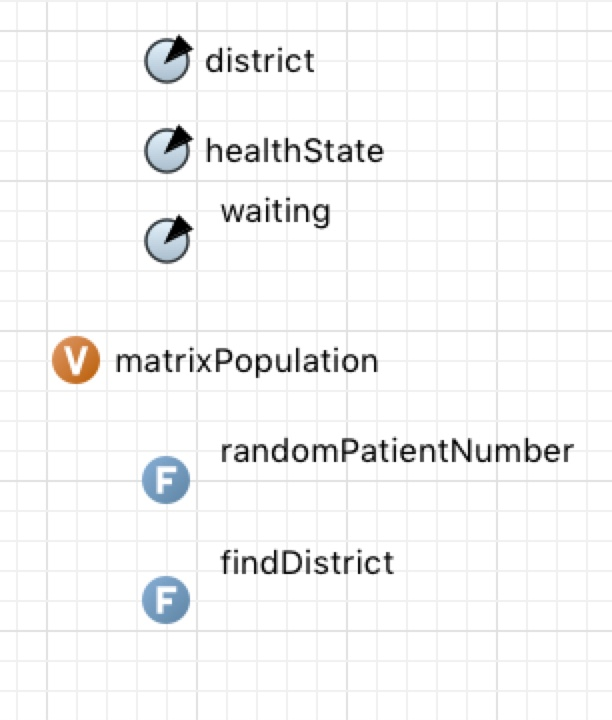 district
healthState
waiting
V matrixPopulation
randomPatientNumber
F
findDistrict
F